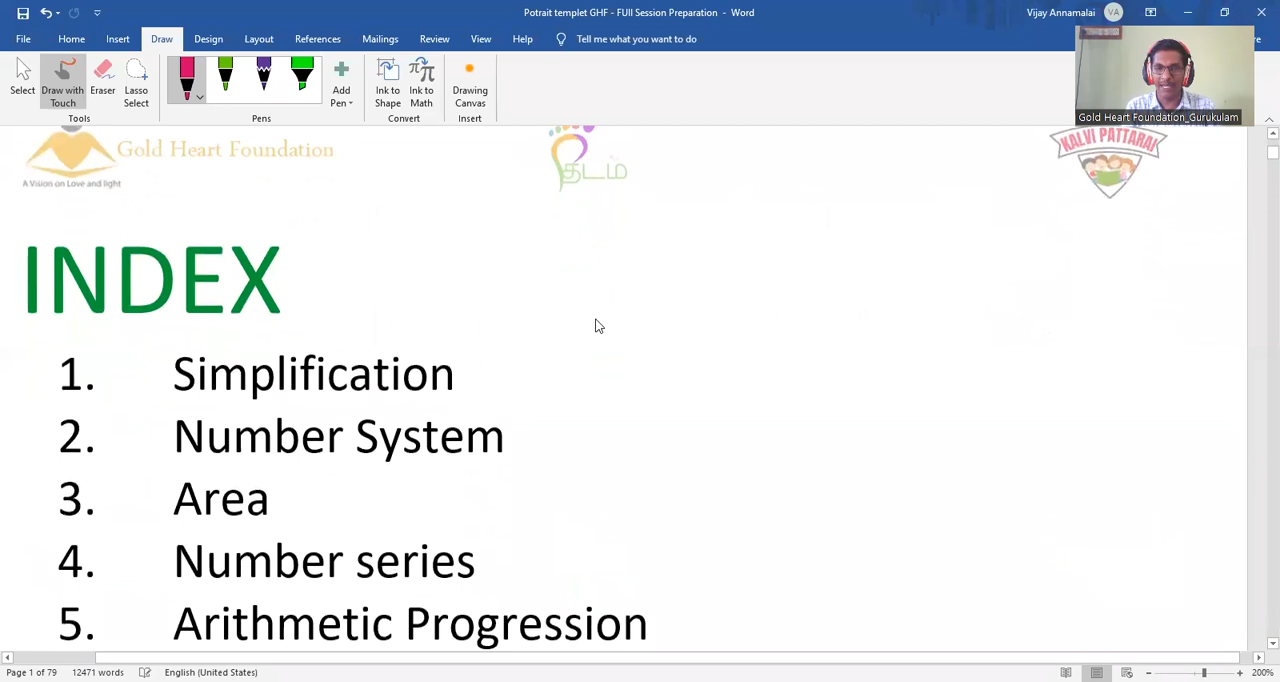 Potrait templet GHF - FUll Session Preparation - Word
Vijay Annamalai VA
File Home Insert Draw Design Layout References Mailings Review View Help Tell me what you want to do
Select
Draw with Touch
Eraser
Lasso Select
Add Pen
Ink to Shape
Ink to Math
Drawing Canvas
Tools Pens Convert Insert
Gold Heart Foundation_Gurukulam
Gold Heart Foundation
A Vision on Love and light
தடம்
KALVI PATTARAI
INDEX
1. Simplification
2. Number System
3. Area
4. Number series
5. Arithmetic Progression
Page 1 of 79 12471 words English (United States) 200%